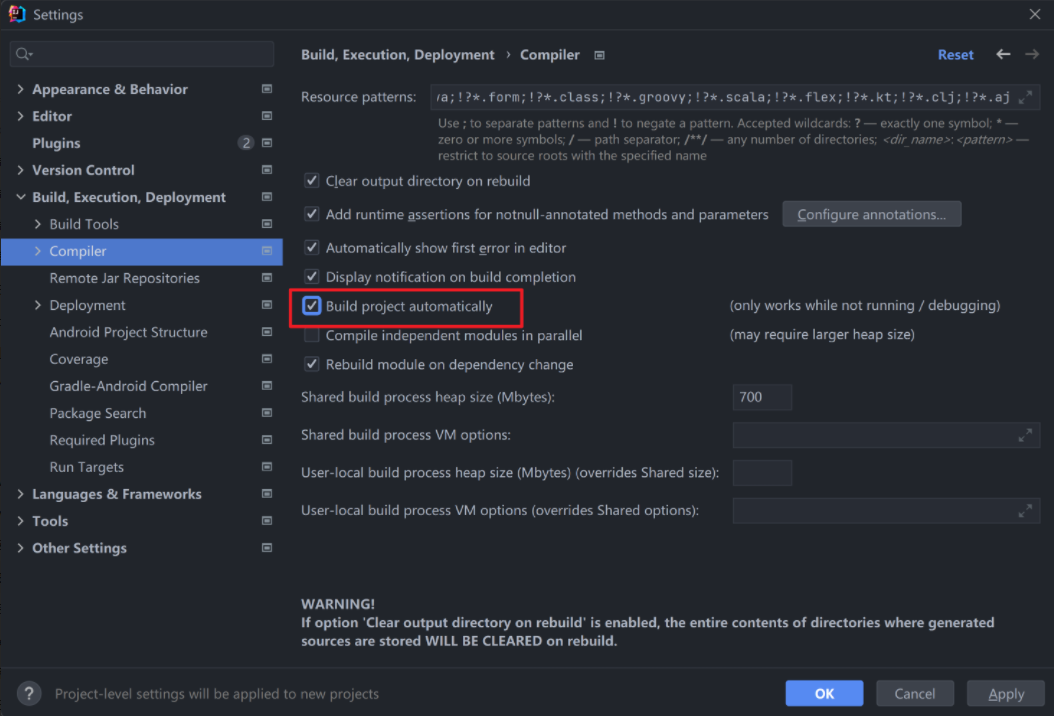 Settings
Appearance & Behavior
Editor
Plugins 2
Version Control
Build, Execution, Deployment
Build Tools
Compiler
Remote Jar Repositories
Deployment
Android Project Structure
Coverage
Gradle-Android Compiler
Package Search
Required Plugins
Run Targets
Languages & Frameworks
Tools
Other Settings
Build, Execution, Deployment › Compiler
Reset
Resource patterns: va;!?*.form;!?*.class;!?*.groovy;!?*.scala;!?*.flex;!?*.kt;!?*.clj;!?*.aj
Use ; to separate patterns and ! to negate a pattern. Accepted wildcards: ? — exactly one symbol; * —
zero or more symbols; / — path separator; /**/ — any number of directories; <dir_name>:<pattern> —
restrict to source roots with the specified name
Clear output directory on rebuild
Add runtime assertions for notnull-annotated methods and parameters Configure annotations...
Automatically show first error in editor
Display notification on build completion
Build project automatically (only works while not running / debugging)
Compile independent modules in parallel (may require larger heap size)
Rebuild module on dependency change
Shared build process heap size (Mbytes): 700
Shared build process VM options:
User-local build process heap size (Mbytes) (overrides Shared size):
User-local build process VM options (overrides Shared options):
WARNING!
If option 'Clear output directory on rebuild' is enabled, the entire contents of directories where generated
sources are stored WILL BE CLEARED on rebuild.
? Project-level settings will be applied to new projects
OK Cancel Apply